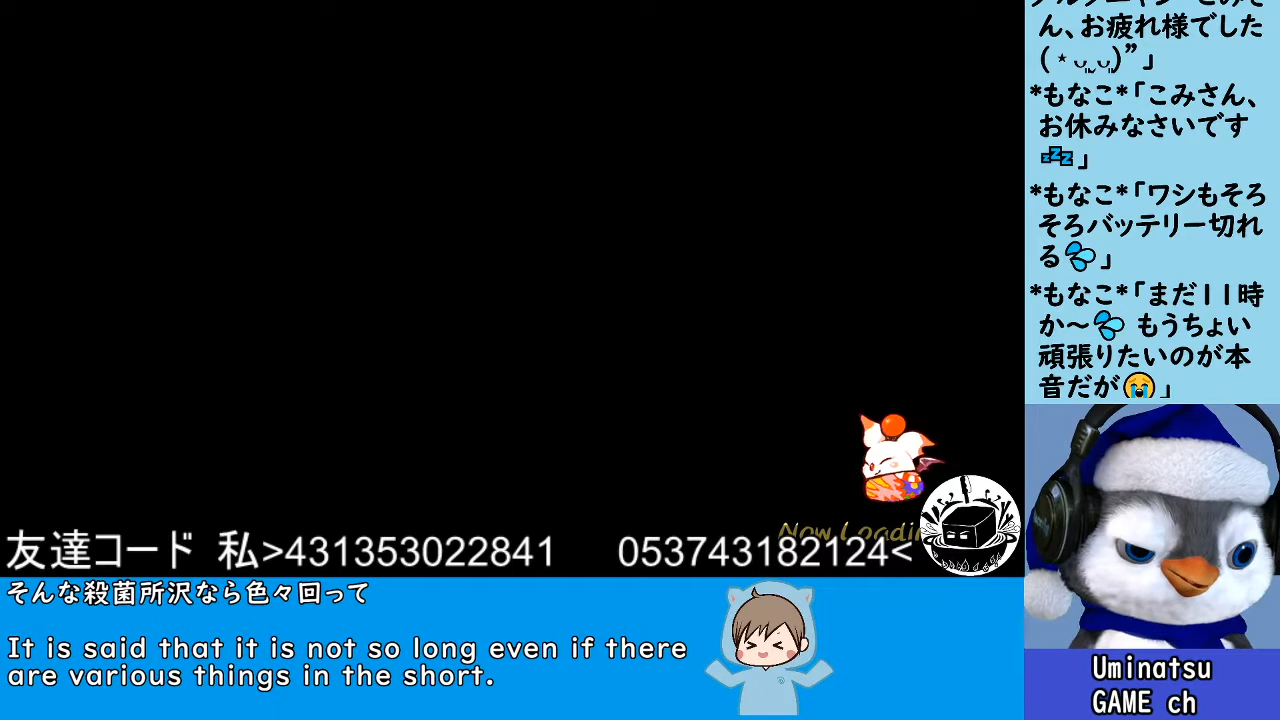 ん、お疲れ様でした
*もなこ*「こみさん、
お休みなさいです
💤」
*もなこ*「ワシもそろ
そろバッテリー切れ
る💦」
*もなこ*「まだ11時
か～💦 もうちょい
頑張りたいのが本
音だが😭」
Now Loadin
友達コード 私>431353022841 053743182124<
そんな殺菌所沢なら色々回って
It is said that it is not so long even if there
are various things in the short.
Uminatsu
GAME ch